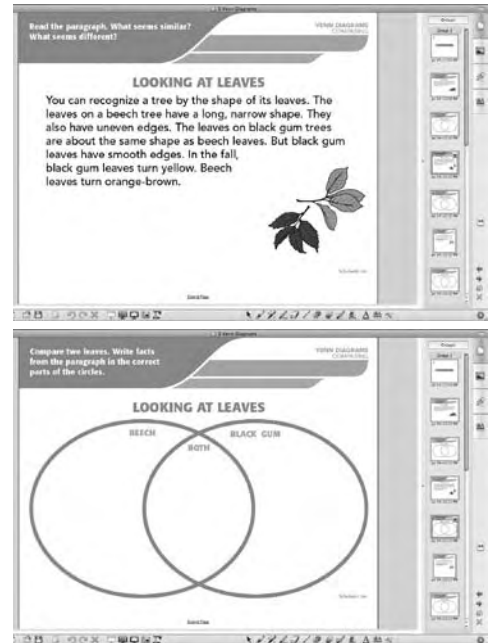 Read the paragraph. What seems similar?
What seems different?
VENN DIAGRAMS
COMPARING
LOOKING AT LEAVES
You can recognize a tree by the shape of its leaves. The
leaves on a beech tree have a long, narrow shape. They
also have uneven edges. The leaves on black gum trees
are about the same shape as beech leaves. But black gum
leaves have smooth edges. In the fall,
black gum leaves turn yellow. Beech
leaves turn orange-brown.
Compare two leaves. Write facts
from the paragraph in the correct
parts of the circles.
VENN DIAGRAMS
COMPARING
LOOKING AT LEAVES
BEECH
BLACK GUM
BOTH